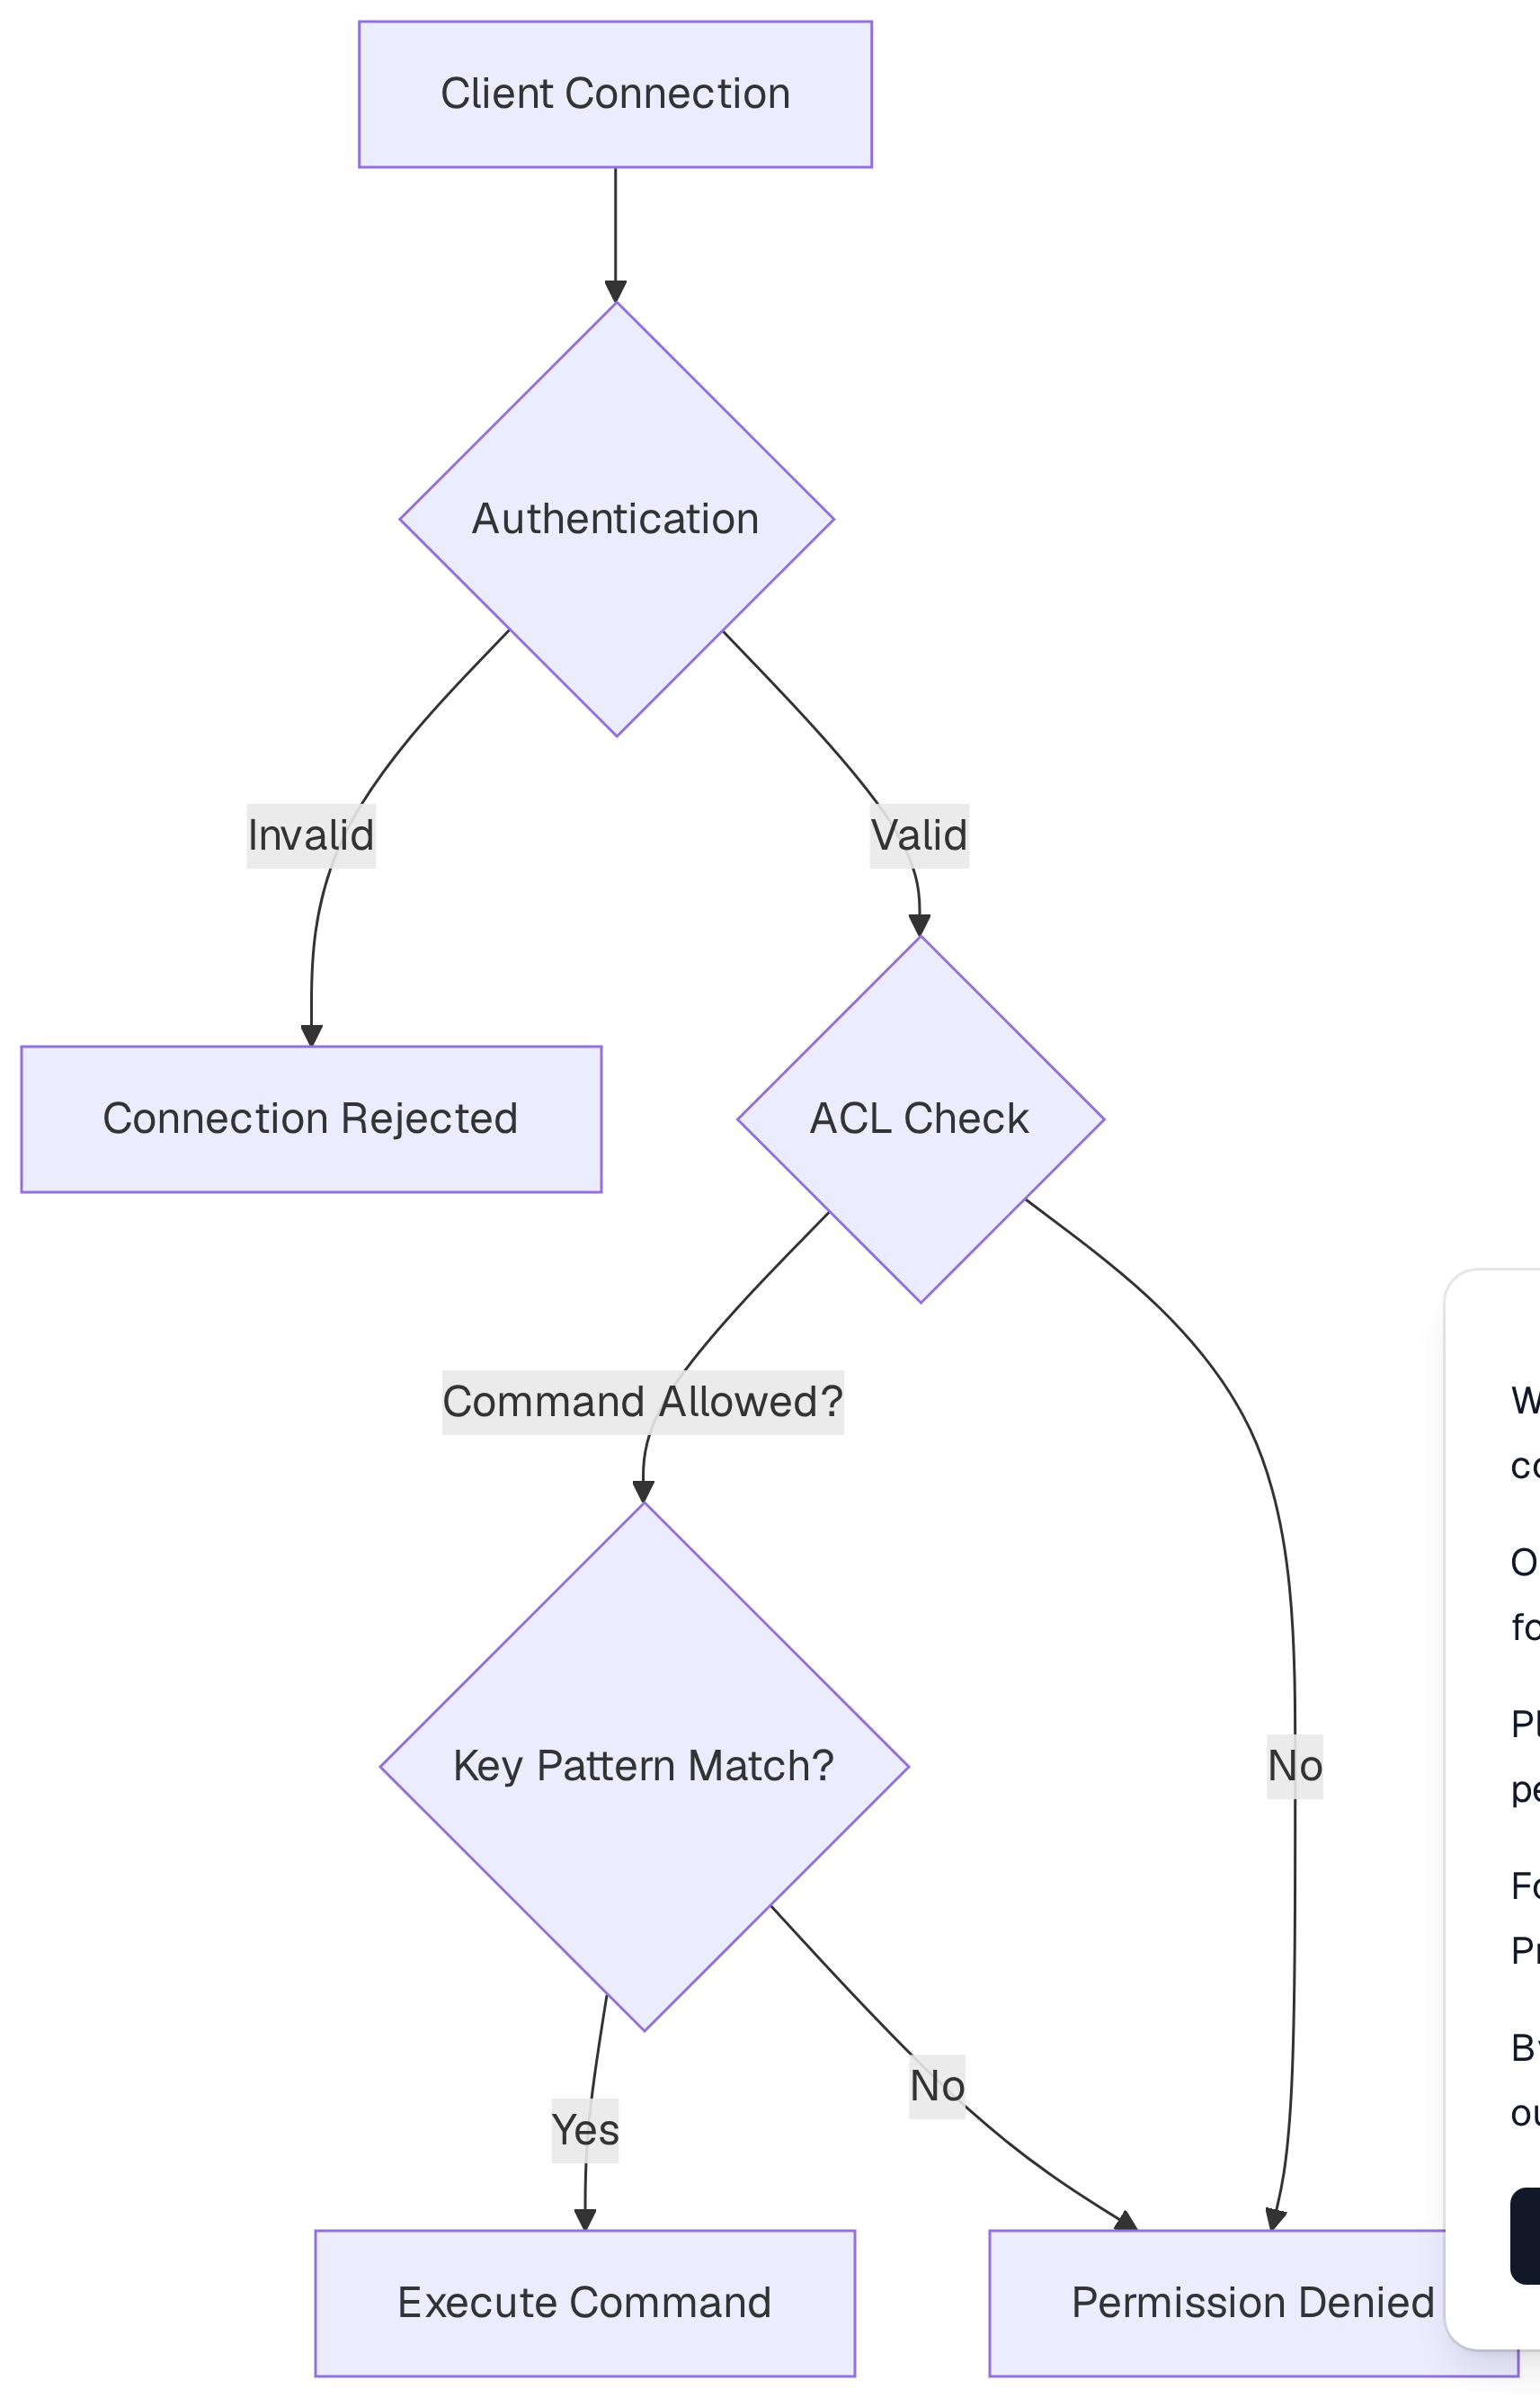 Client Connection
Authentication
Invalid
Valid
Connection Rejected
ACL Check
Command Allowed?
Key Pattern Match?
No
No
Yes
Execute Command
Permission Denied